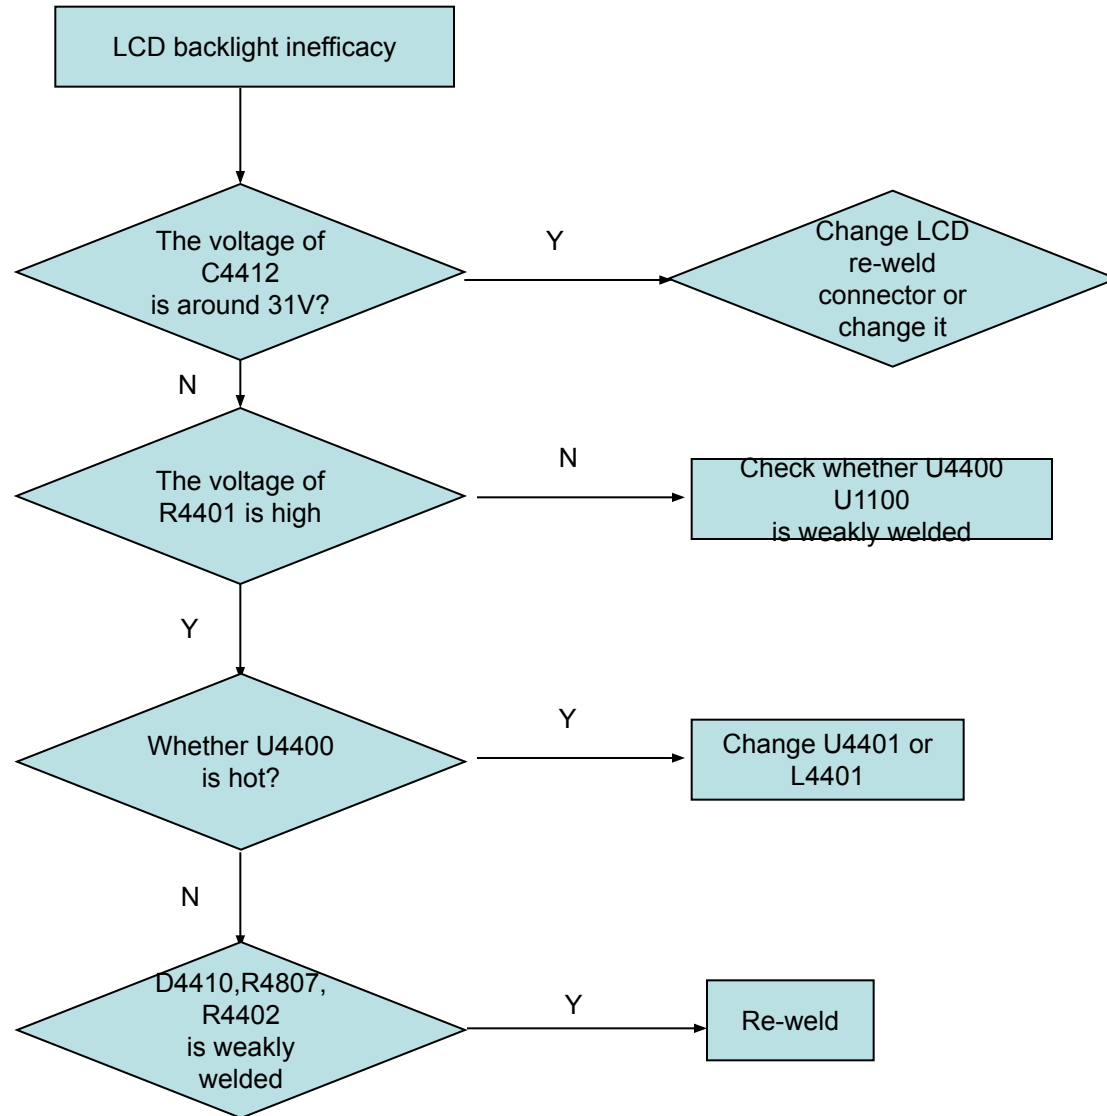 LCD backlight inefficacy
The voltage of
C4412
is around 31V?
Y
Change LCD
re-weld
connector or
change it
N
The voltage of
R4401 is high
N
Check whether U4400
U1100
is weakly welded
Y
Whether U4400
is hot?
Y
Change U4401 or
L4401
N
D4410,R4807,
R4402
is weakly
welded
Y
Re-weld